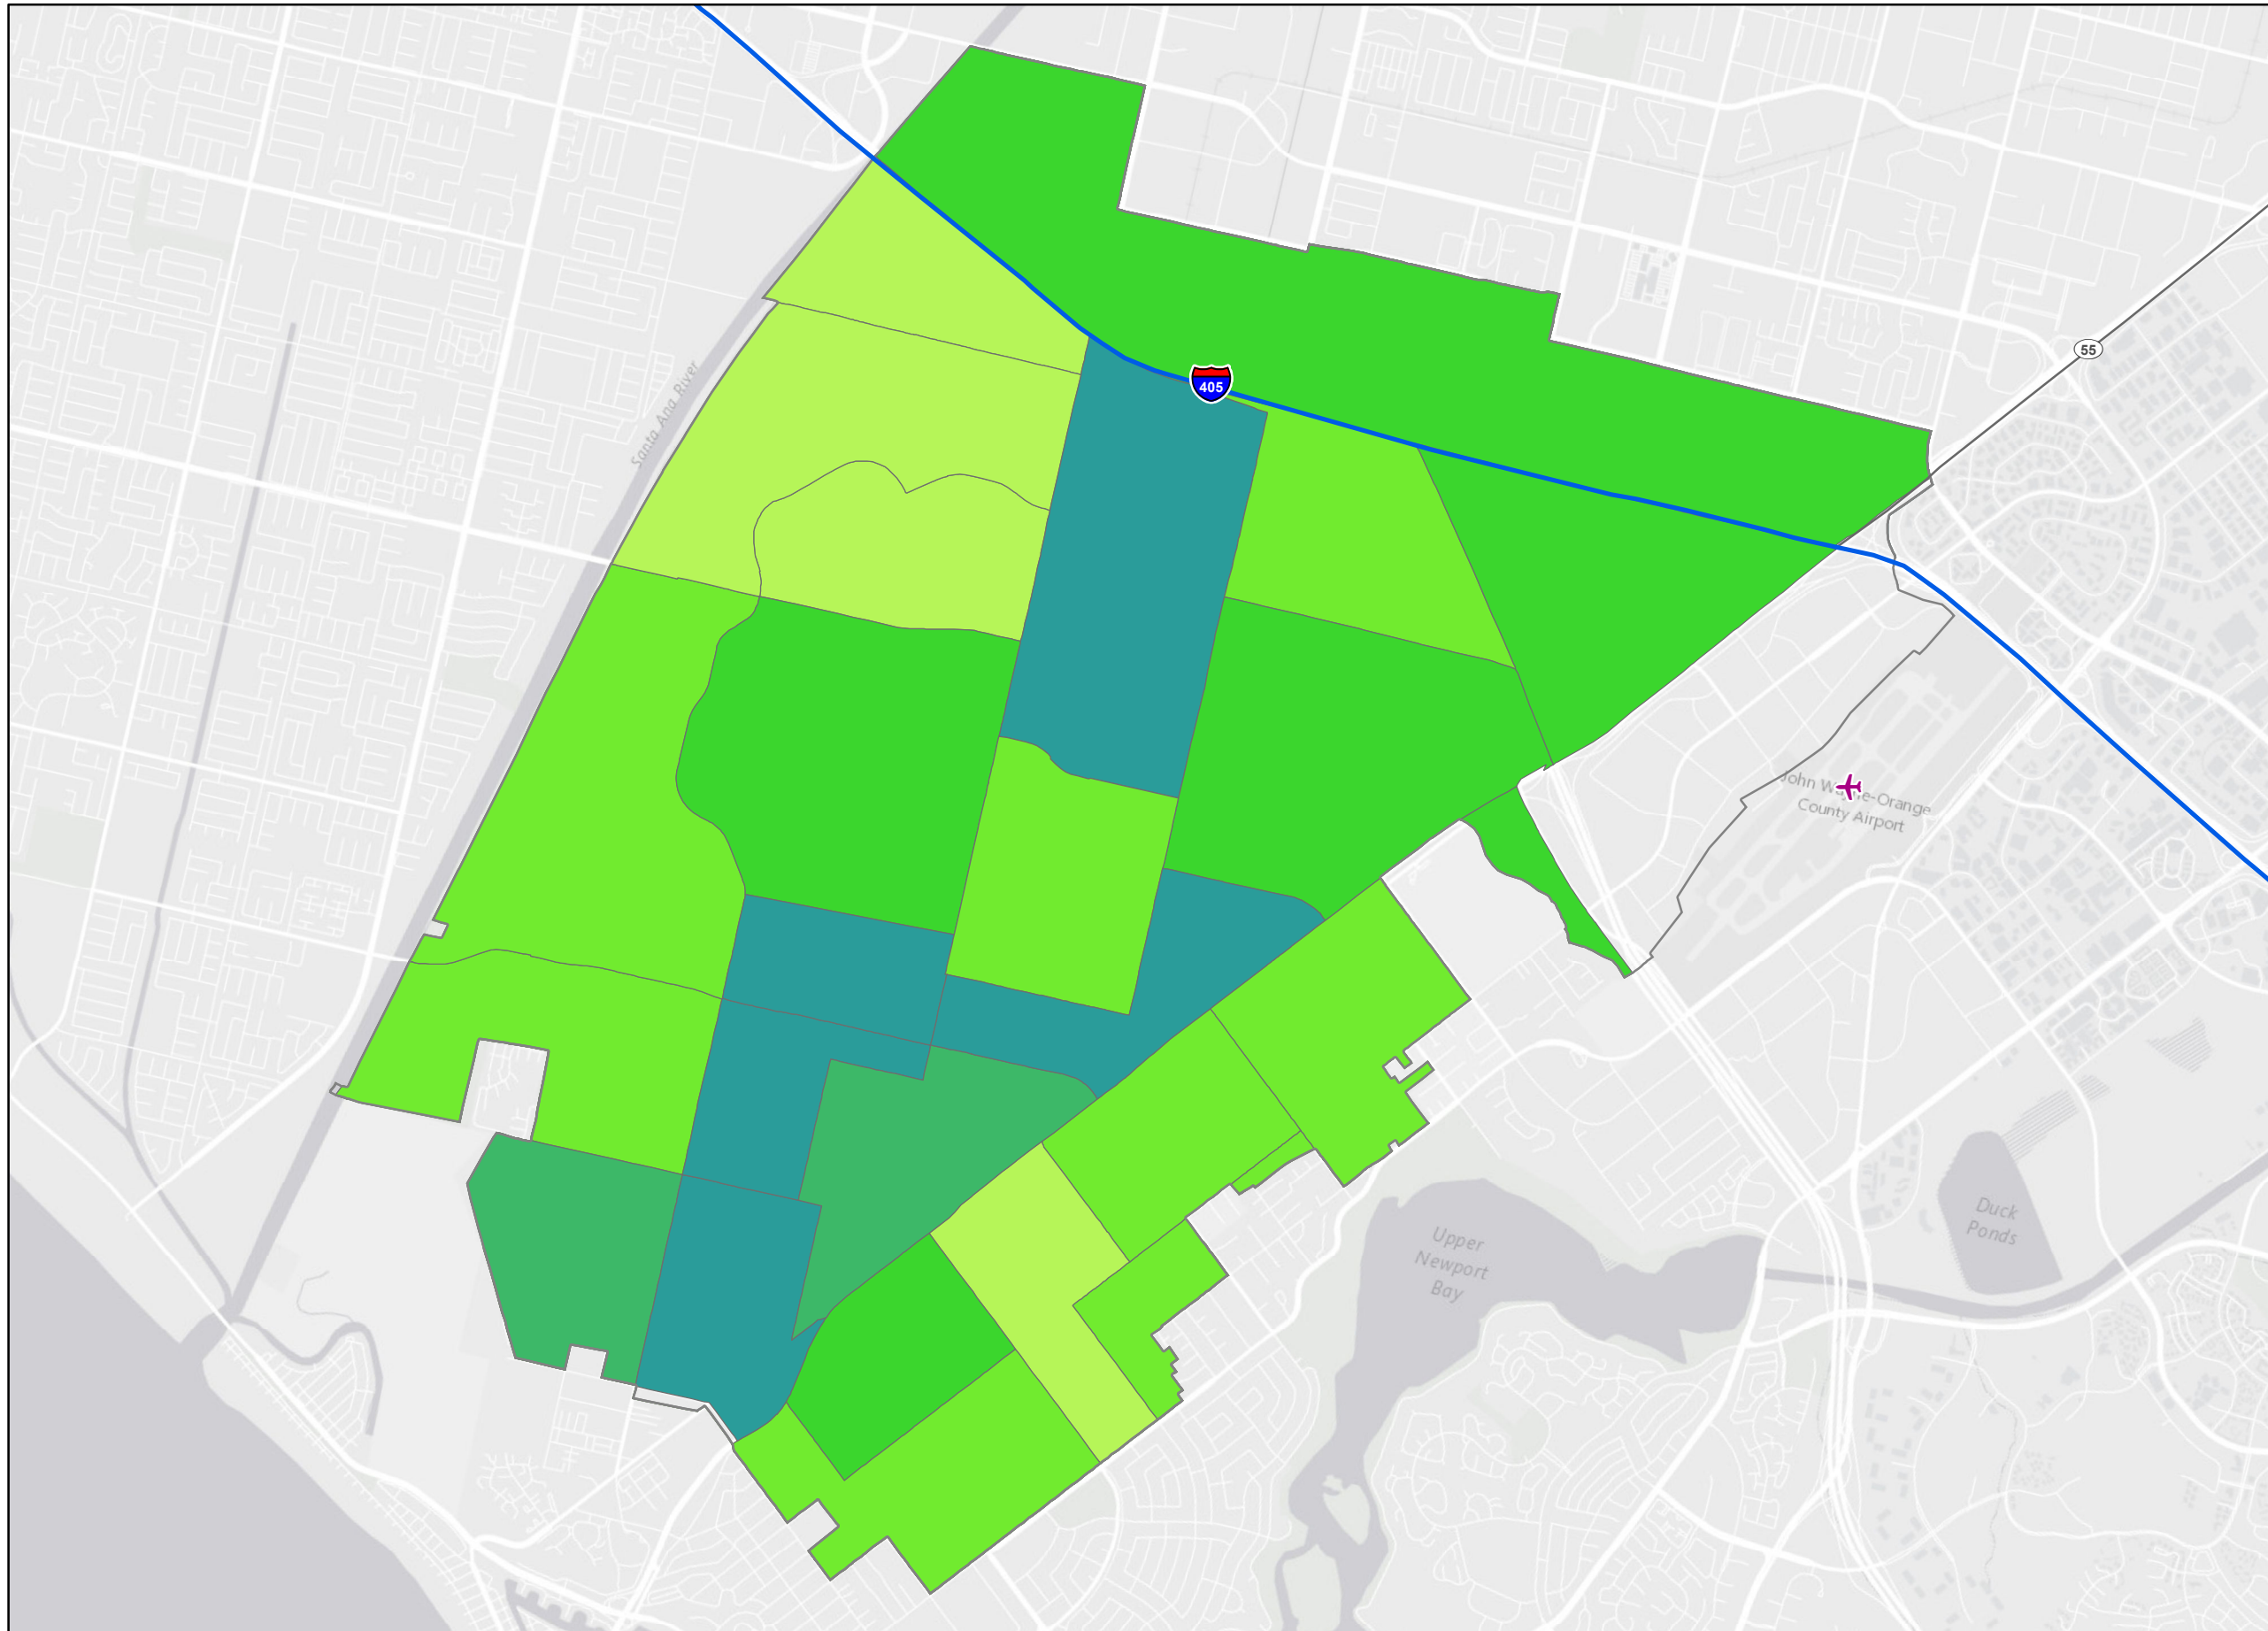 55
405
Santa Ana River
John Wayne-Orange
County Airport
Duck
Ponds
Upper
Newport
Bay